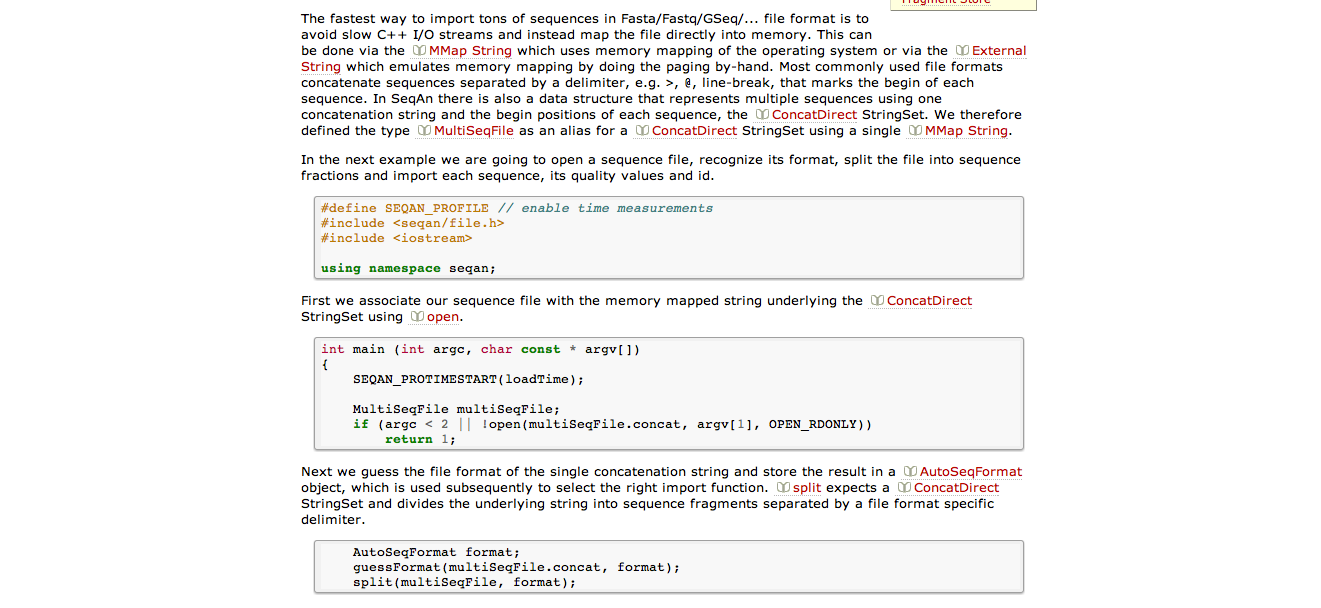 Fragment Store
The fastest way to import tons of sequences in Fasta/Fastq/GSeq/... file format is to
avoid slow C++ I/O streams and instead map the file directly into memory. This can
be done via the MMap String which uses memory mapping of the operating system or via the External
String which emulates memory mapping by doing the paging by-hand. Most commonly used file formats
concatenate sequences separated by a delimiter, e.g. >, @, line-break, that marks the begin of each
sequence. In SeqAn there is also a data structure that represents multiple sequences using one
concatenation string and the begin positions of each sequence, the ConcatDirect StringSet. We therefore
defined the type MultiSeqFile as an alias for a ConcatDirect StringSet using a single MMap String.
In the next example we are going to open a sequence file, recognize its format, split the file into sequence
fractions and import each sequence, its quality values and id.
#define SEQAN_PROFILE // enable time measurements
#include <seqan/file.h>
#include <iostream>
using namespace seqan;
First we associate our sequence file with the memory mapped string underlying the ConcatDirect
StringSet using open.
int main (int argc, char const * argv[])
{
    SEQAN_PROTIMESTART(loadTime);
    MultiSeqFile multiSeqFile;
    if (argc < 2 || !open(multiSeqFile.concat, argv[1], OPEN_RDONLY))
        return 1;
Next we guess the file format of the single concatenation string and store the result in a AutoSeqFormat
object, which is used subsequently to select the right import function. split expects a ConcatDirect
StringSet and divides the underlying string into sequence fragments separated by a file format specific
delimiter.
    AutoSeqFormat format;
    guessFormat(multiSeqFile.concat, format);
    split(multiSeqFile, format);